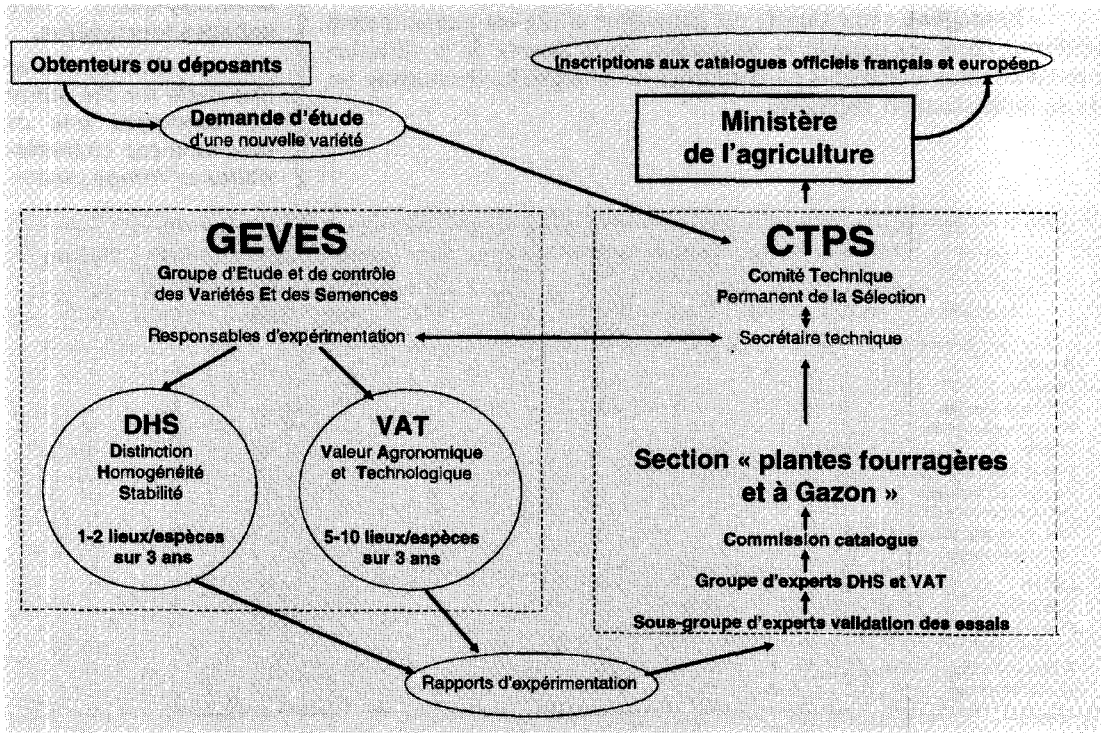 Obtenteurs ou déposants
Demande d'étude
d'une nouvelle variété
Inscriptions aux catalogues officiels français et européen
Ministère
de l'agriculture
GEVES
Groupe d'Etude et de contrôle
des Variétés Et des Semences
Responsables d'expérimentation
DHS
Distinction
Homogénéité
Stabilité
1-2 lieux/espèces
sur 3 ans
VAT
Valeur Agronomique
et Technologique
5-10 lieux/espèces
sur 3 ans
Rapports d'expérimentation
CTPS
Comité Technique
Permanent de la Sélection
Secrétaire technique
Section « plantes fourragères
et à Gazon »
Commission catalogue
Groupe d'experts DHS et VAT
Sous-groupe d'experts validation des essais